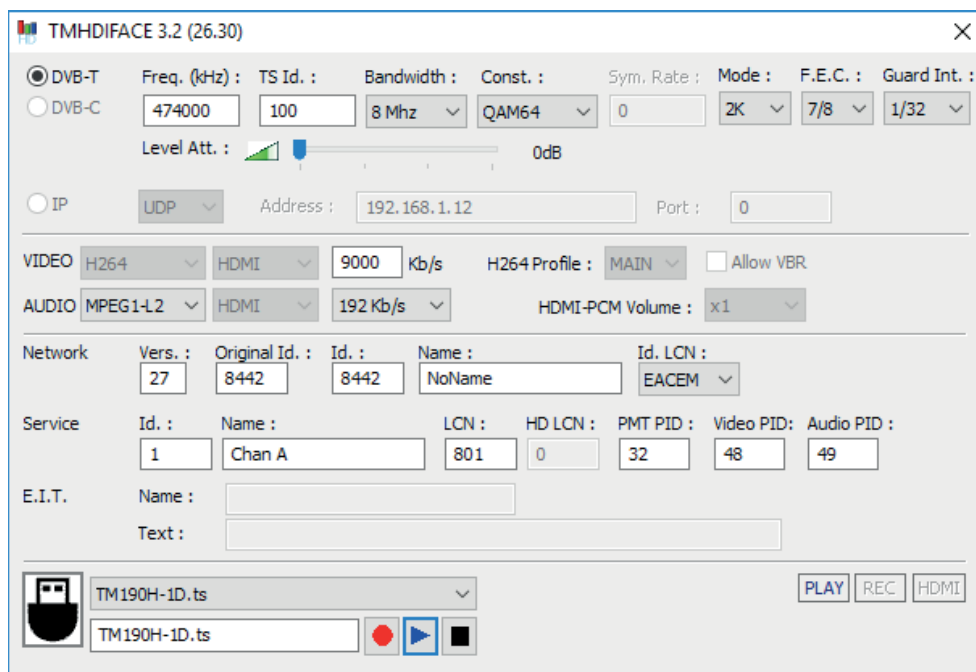 TMHDIFACE 3.2 (26.30)
DVB-T Freq. (kHz) : TS Id. : Bandwidth : Const. : Sym. Rate : Mode : F.E.C. : Guard Int. :
DVB-C 474000 100 8 Mhz QAM64 0 2K 7/8 1/32
Level Att. : 0dB
IP UDP Address : 192.168.1.12 Port : 0
VIDEO H264 HDMI 9000 Kb/s H264 Profile : MAIN Allow VBR
AUDIO MPEG1-L2 HDMI 192 Kb/s HDMI-PCM Volume : x1
Network Vers. : Original Id. : Id. : Name : Id. LCN :
27 8442 8442 NoName EACEM
Service Id. : Name : LCN : HD LCN : PMT PID : Video PID: Audio PID :
1 Chan A 801 0 32 48 49
E.I.T. Name :
Text :
TM190H-1D.ts PLAY REC HDMI
TM190H-1D.ts